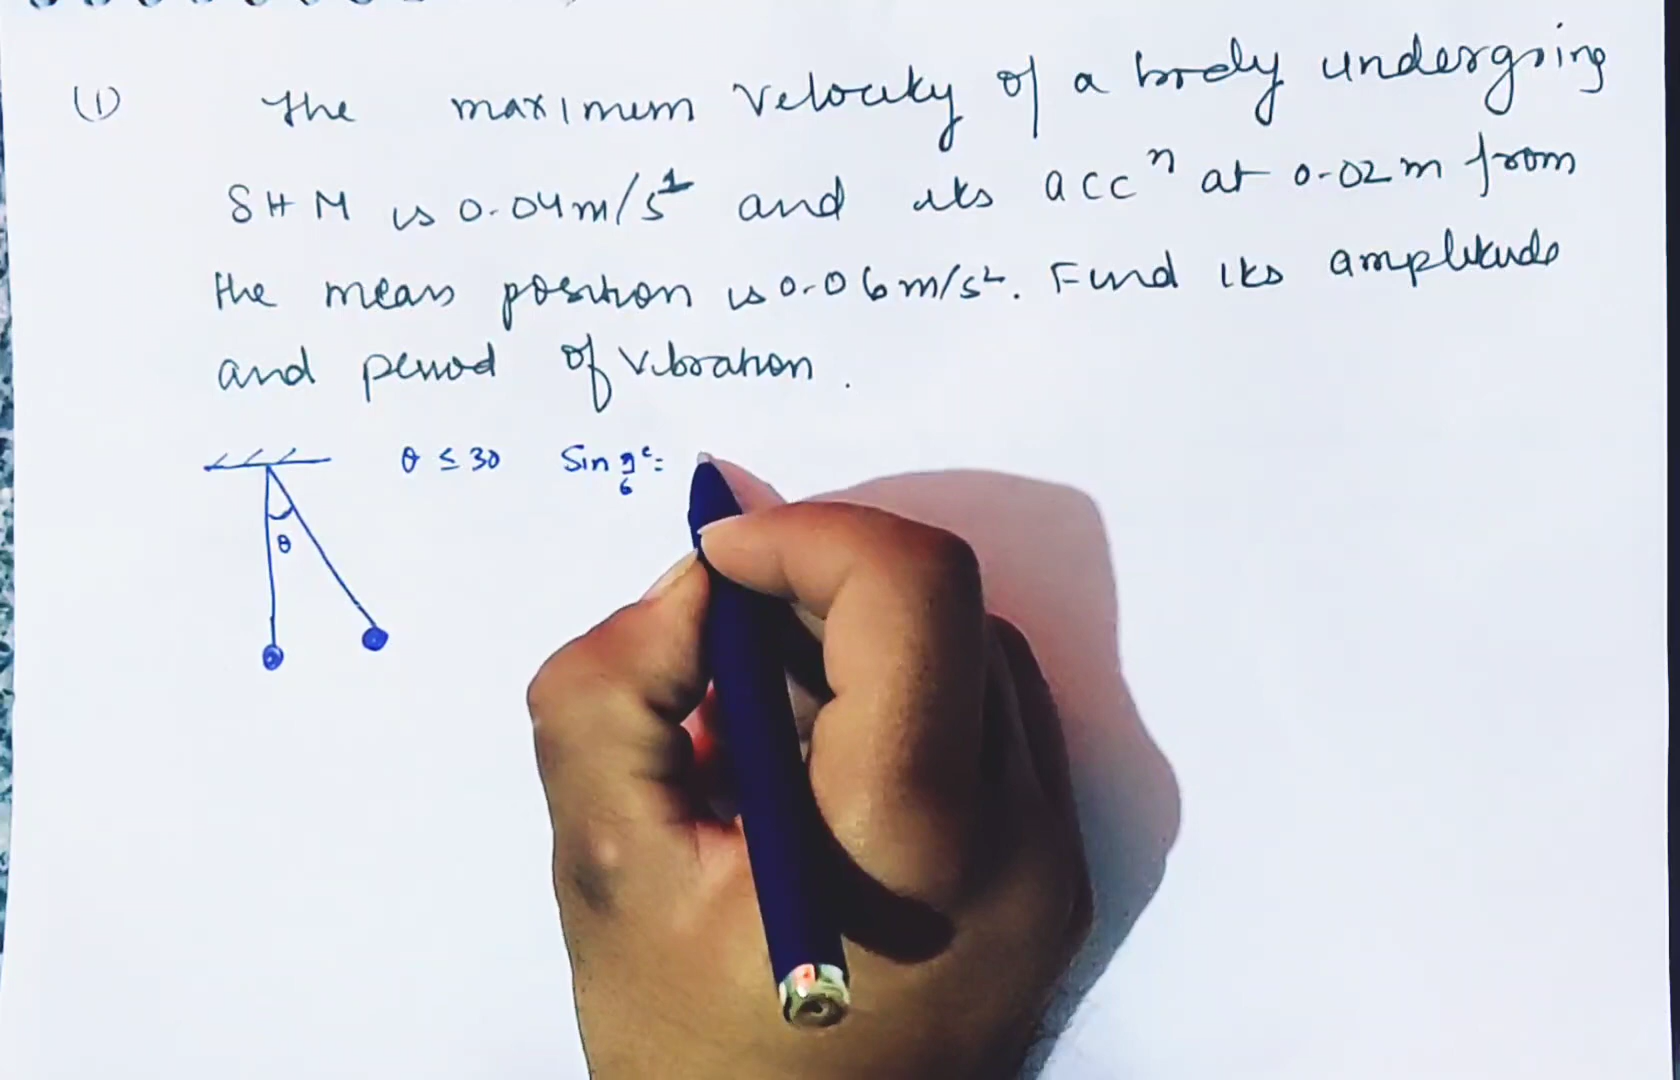 (1) The maximum velocity of a body undergoing
SHM is 0.04m/s1 and its accⁿ at 0.02m from
the mean position is 0.06m/s². Find its amplitude
and period of vibration.
θ ≤ 30 Sin π/6ᶜ =
θ